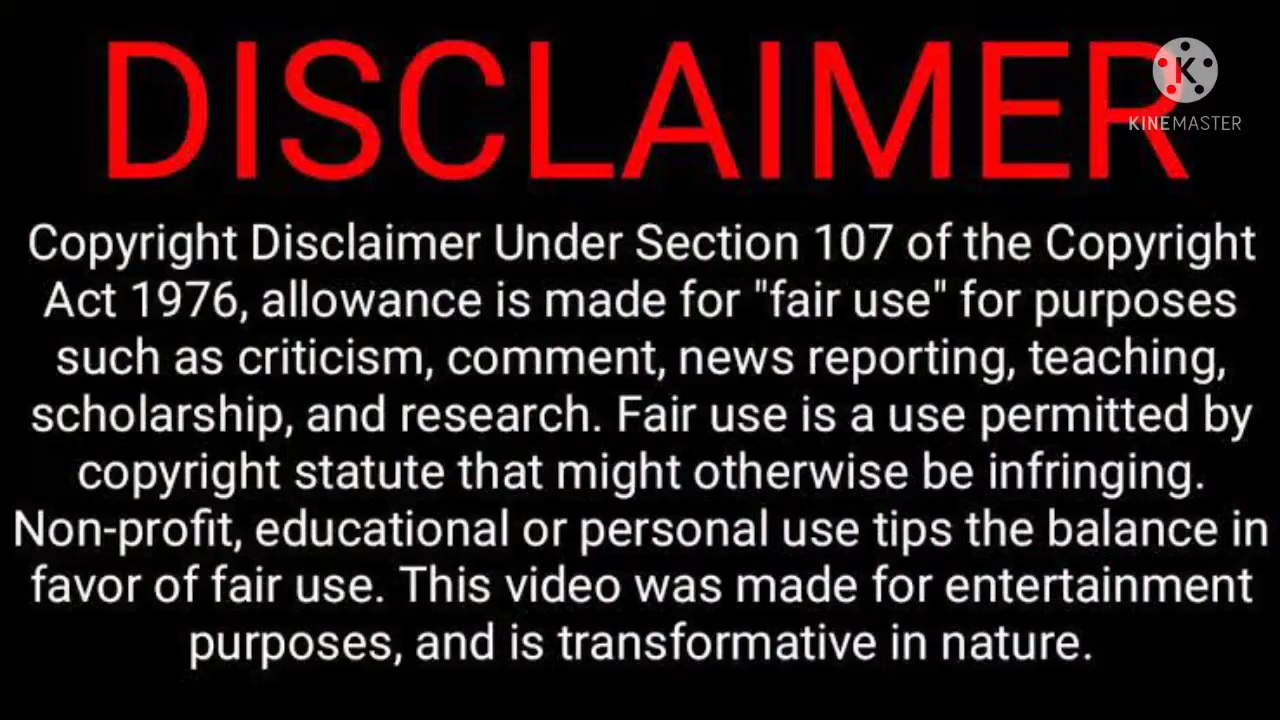 DISCLAIMER
K
KINEMASTER
Copyright Disclaimer Under Section 107 of the Copyright
Act 1976, allowance is made for "fair use" for purposes
such as criticism, comment, news reporting, teaching,
scholarship, and research. Fair use is a use permitted by
copyright statute that might otherwise be infringing.
Non-profit, educational or personal use tips the balance in
favor of fair use. This video was made for entertainment
purposes, and is transformative in nature.